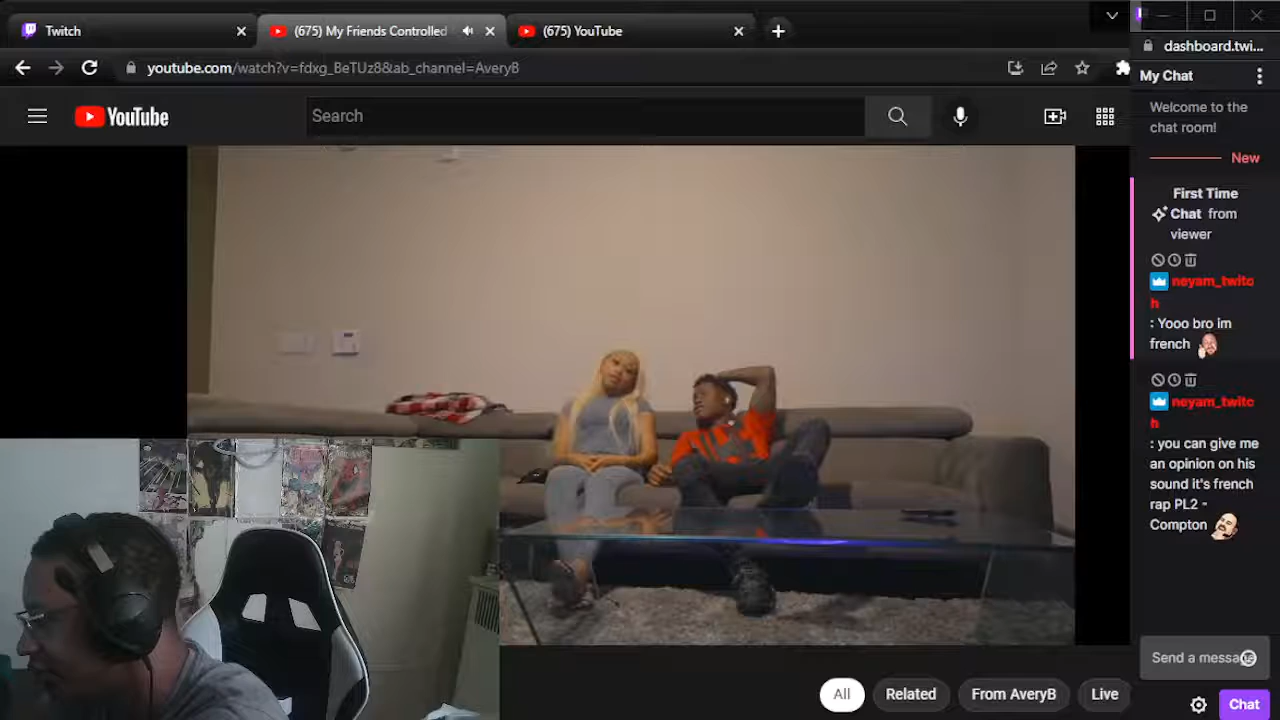 Twitch
(675) My Friends Controlled
(675) YouTube
youtube.com/watch?v=fdxg_BeTUz8&ab_channel=AveryB
dashboard.twi...
YouTube
Search
My Chat
Welcome to the
chat room!
New
First Time
Chat from
viewer
neyam_twitc
h
: Yooo bro im
french
neyam_twitc
h
: you can give me
an opinion on his
sound it's french
rap PL2 -
Compton
Send a message
All
Related
From AveryB
Live
Chat